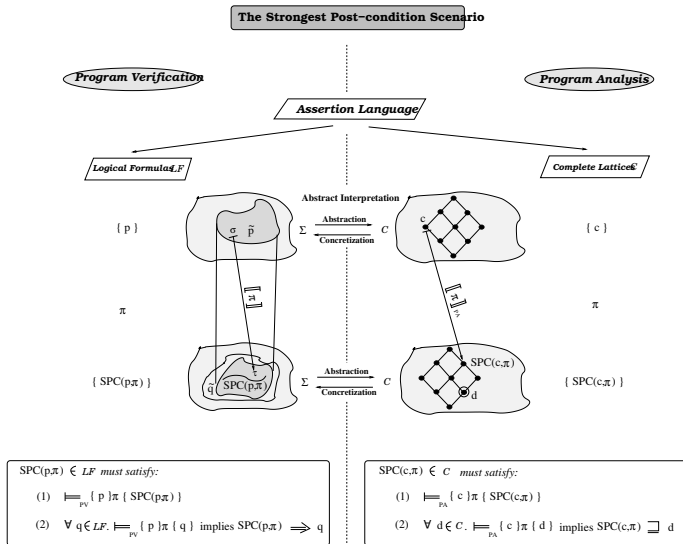 The Strongest Post−condition Scenario
Program Verification
Program Analysis
Assertion Language
Logical Formulas LF
Complete Lattices C
Abstract Interpretation
{ p }
σ p̃
Σ
Abstraction
Concretization
C
c
{ c }
π
[[ π ]]
[[ π ]] PA
π
{ SPC(p,π) }
q̃
τ
SPC(p,π)
Σ
Abstraction
Concretization
C
SPC(c,π)
d
{ SPC(c,π) }
SPC(p,π) ∈ LF must satisfy:
(1) ⊨PV { p }π { SPC(p,π) }
(2) ∀ q∈LF. ⊨PV { p }π { q } implies SPC(p,π) ⟹ q
SPC(c,π) ∈ C must satisfy:
(1) ⊨PA { c }π { SPC(c,π) }
(2) ∀ d∈C. ⊨PA { c }π { d } implies SPC(c,π) ⊒ d